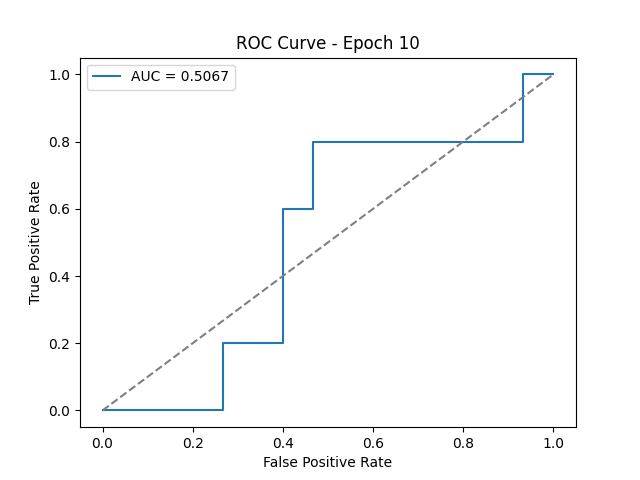 ROC Curve - Epoch 10
AUC = 0.5067
True Positive Rate
1.0
0.8
0.6
0.4
0.2
0.0
0.0 0.2 0.4 0.6 0.8 1.0
False Positive Rate